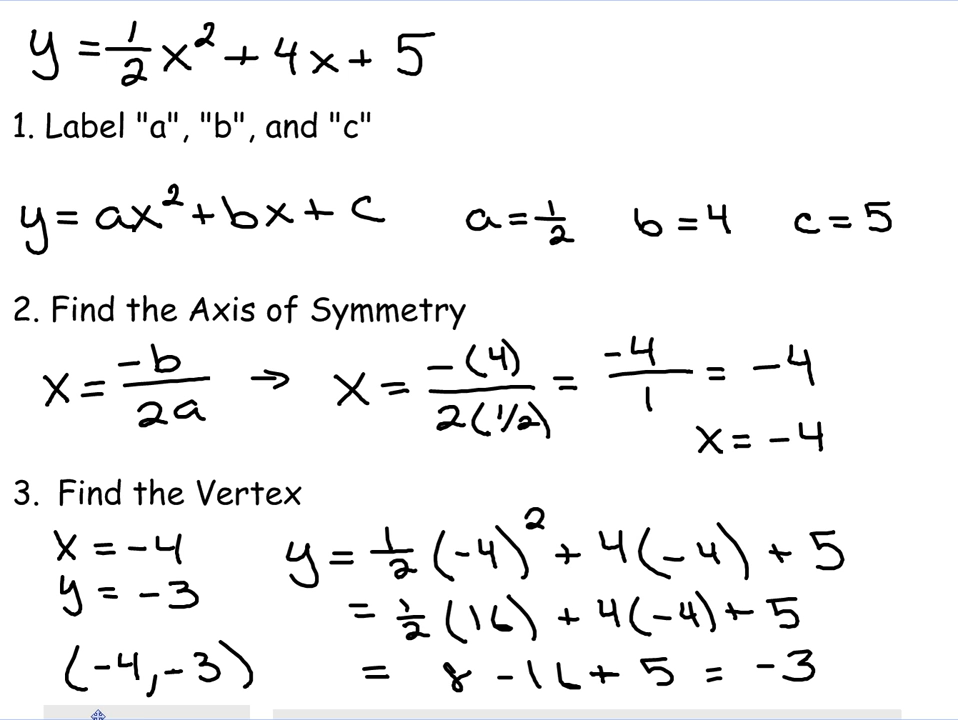 y = 1/2 x² + 4x + 5
1. Label "a", "b", and "c"
y = ax² + bx + c a = 1/2 b = 4 c = 5
2. Find the Axis of Symmetry
x = -b/2a → x = -(4)/2(1/2) = -4/1 = -4
x = -4
3. Find the Vertex
x = -4 y = 1/2 (-4)² + 4(-4) + 5
y = -3 = 1/2 (16) + 4(-4) + 5
(-4, -3) = 8 - 16 + 5 = -3